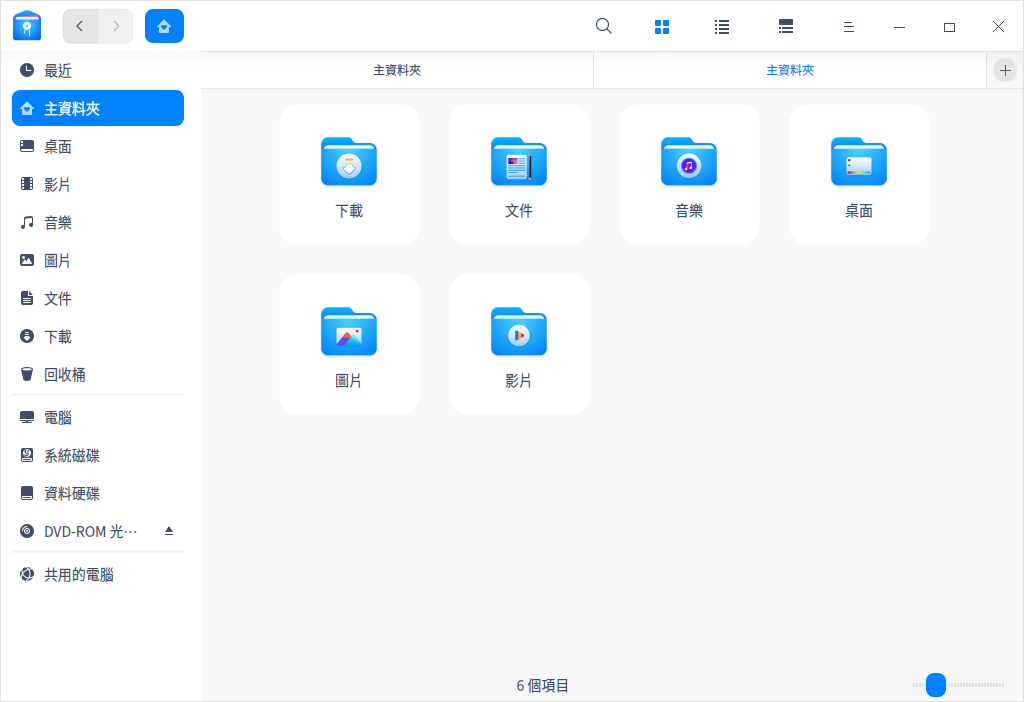 主資料夾
主資料夾
最近
主資料夾
桌面
影片
音樂
圖片
文件
下載
回收桶
電腦
系統磁碟
資料硬碟
DVD-ROM 光⋯
共用的電腦
下載
文件
音樂
桌面
圖片
影片
6 個項目